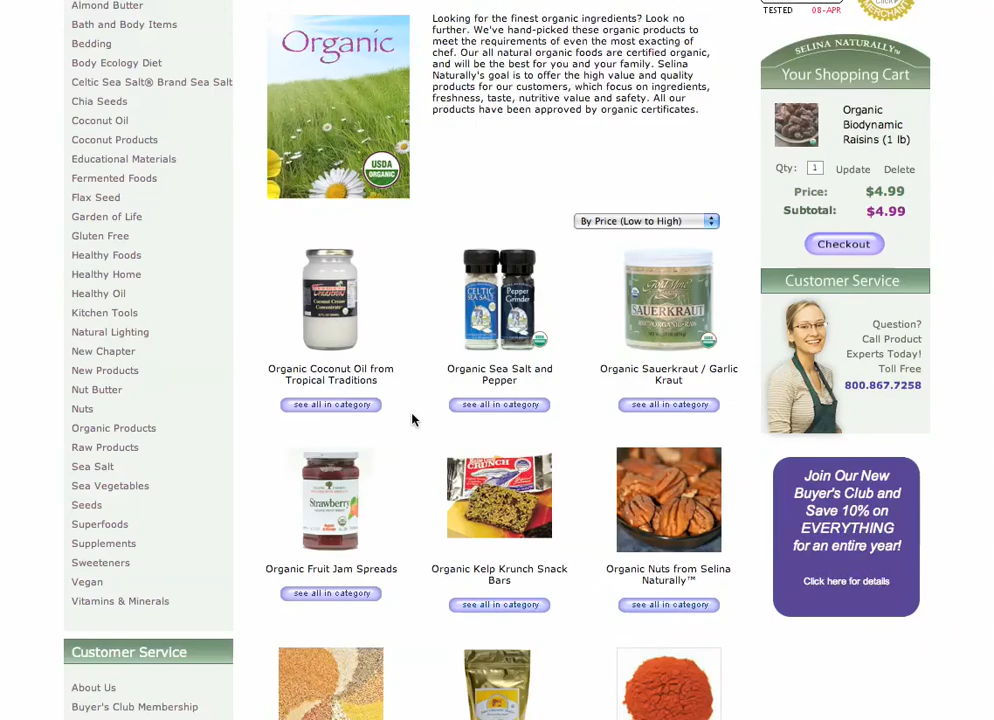 Almond Butter
Bath and Body Items
Bedding
Body Ecology Diet
Celtic Sea Salt® Brand Sea Salt
Chia Seeds
Coconut Oil
Coconut Products
Educational Materials
Fermented Foods
Flax Seed
Garden of Life
Gluten Free
Healthy Foods
Healthy Home
Healthy Oil
Kitchen Tools
Natural Lighting
New Chapter
New Products
Nut Butter
Nuts
Organic Products
Raw Products
Sea Salt
Sea Vegetables
Seeds
Superfoods
Supplements
Sweeteners
Vegan
Vitamins & Minerals
Customer Service
About Us
Buyer's Club Membership
Organic
USDA
ORGANIC
Looking for the finest organic ingredients? Look no
further. We've hand-picked these organic products to
meet the requirements of even the most exacting of
chef. Our all natural organic foods are certified organic,
and will be the best for you and your family. Selina
Naturally's goal is to offer the high value and quality
products for our customers, which focus on ingredients,
freshness, taste, nutritive value and safety. All our
products have been approved by organic certificates.
By Price (Low to High)
CELTIC
SEA SALT
Pepper
Grinder
SAUERKRAUT
Organic Coconut Oil from
Tropical Traditions
see all in category
Organic Sea Salt and
Pepper
see all in category
Organic Sauerkraut / Garlic
Kraut
see all in category
Strawberry
CRUNCH
Organic Fruit Jam Spreads
see all in category
Organic Kelp Krunch Snack
Bars
see all in category
Organic Nuts from Selina
Naturally™
see all in category
TESTED 08-APR
MERCHANT
SELINA NATURALLY™
Your Shopping Cart
Organic
Biodynamic
Raisins (1 lb)
Qty: 1 Update Delete
Price: $4.99
Subtotal: $4.99
Checkout
Customer Service
Question?
Call Product
Experts Today!
Toll Free
800.867.7258
Join Our New
Buyer's Club and
Save 10% on
EVERYTHING
for an entire year!
Click here for details